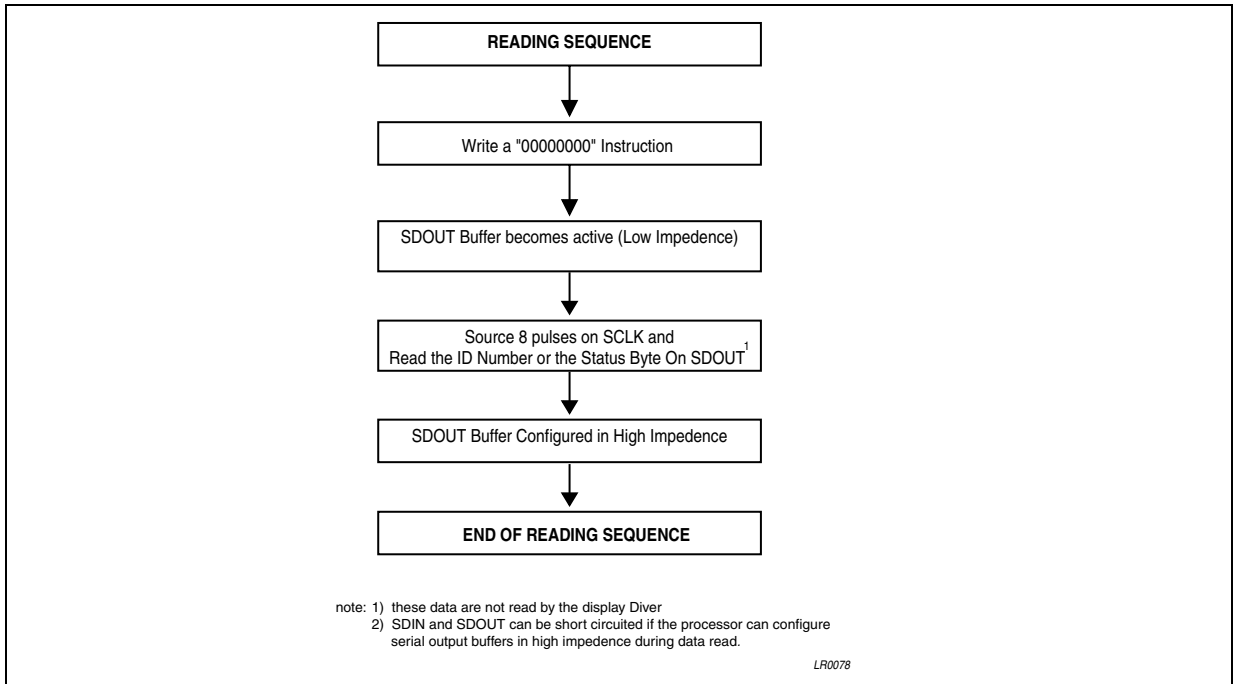 READING SEQUENCE
Write a "00000000" Instruction
SDOUT Buffer becomes active (Low Impedence)
Source 8 pulses on SCLK and
Read the ID Number or the Status Byte On SDOUT 1
SDOUT Buffer Configured in High Impedence
END OF READING SEQUENCE
note: 1) these data are not read by the display Diver
2) SDIN and SDOUT can be short circuited if the processor can configure
serial output buffers in high impedence during data read.
LR0078